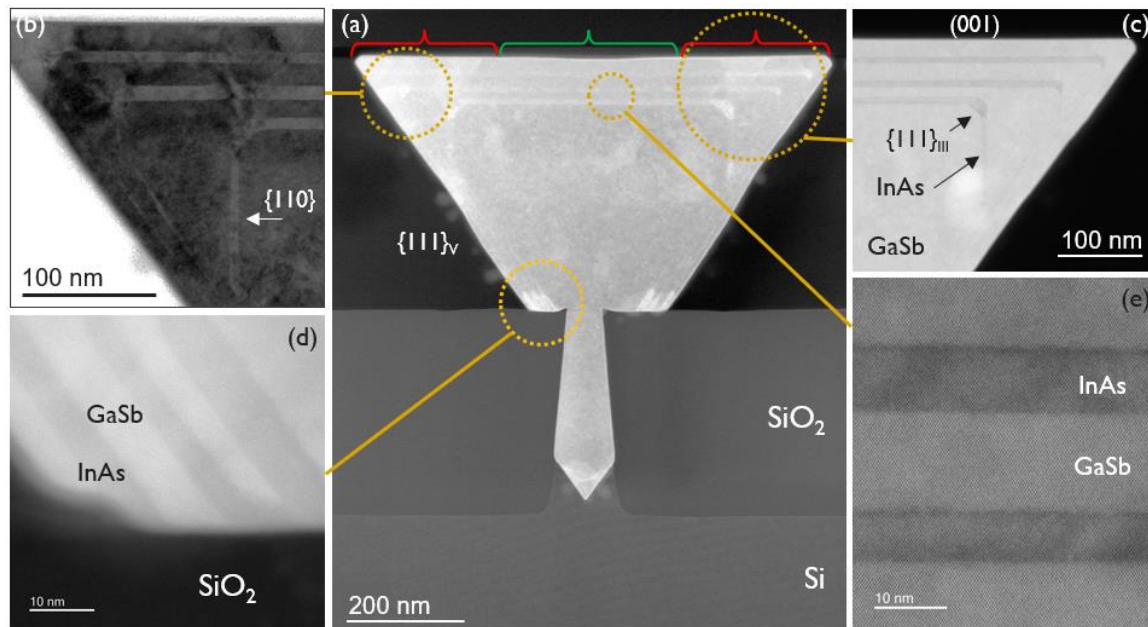 (b)
{110}
100 nm
(a)
{111}V
SiO2
Si
200 nm
(001)
(c)
{111}III
InAs
GaSb
100 nm
(d)
GaSb
InAs
SiO2
10 nm
(e)
InAs
GaSb
10 nm